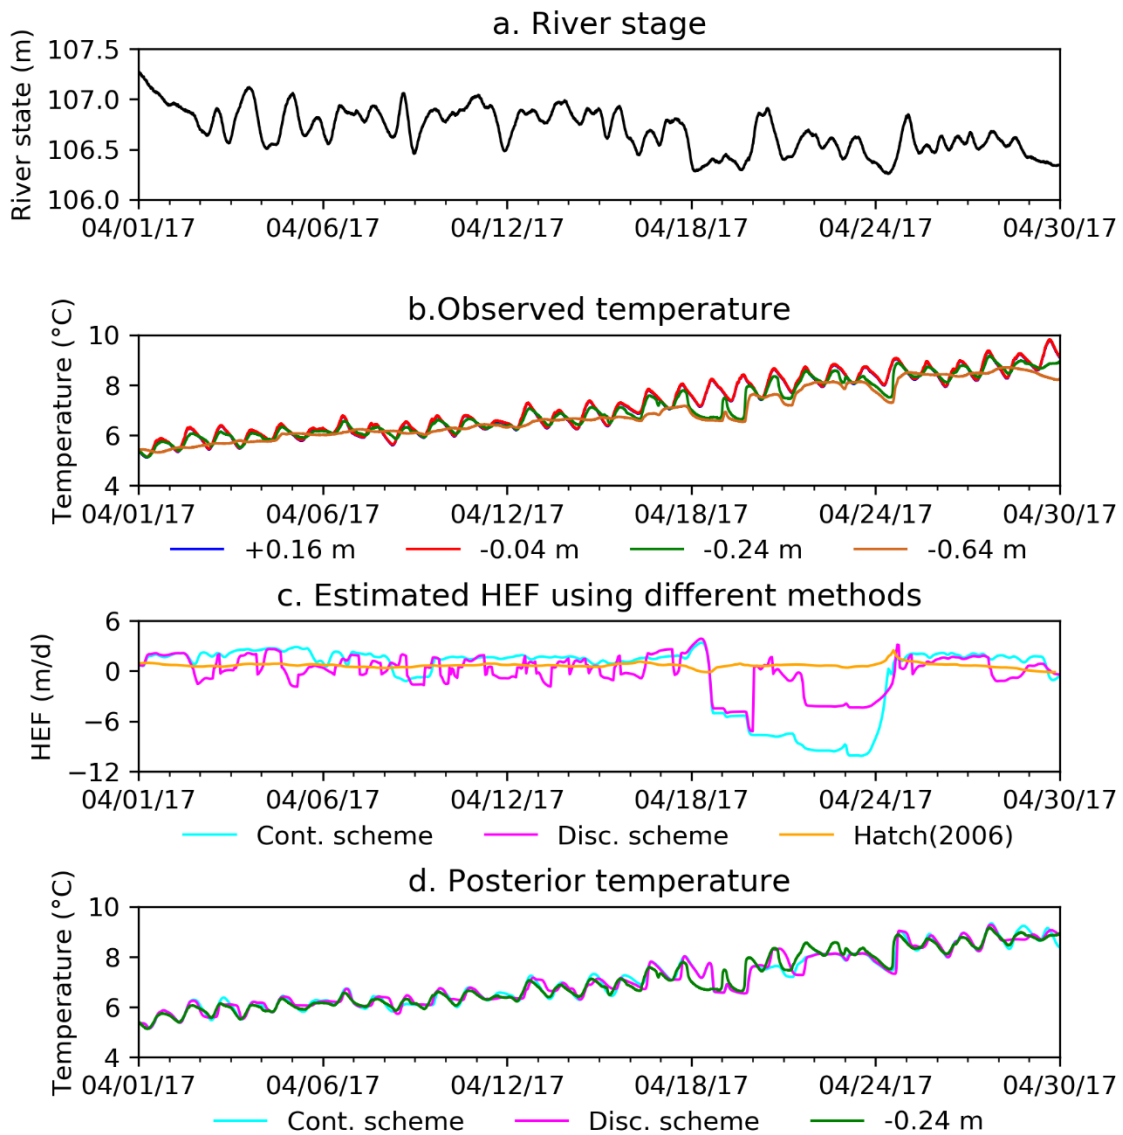 a. River stage
River state (m)
107.5
107.0
106.5
106.0
04/01/17 04/06/17 04/12/17 04/18/17 04/24/17 04/30/17
b.Observed temperature
Temperature (°C)
10
8
6
4
04/01/17 04/06/17 04/12/17 04/18/17 04/24/17 04/30/17
+0.16 m -0.04 m -0.24 m -0.64 m
c. Estimated HEF using different methods
HEF (m/d)
6
0
−6
−12
04/01/17 04/06/17 04/12/17 04/18/17 04/24/17 04/30/17
Cont. scheme Disc. scheme Hatch(2006)
d. Posterior temperature
Temperature (°C)
10
8
6
4
04/01/17 04/06/17 04/12/17 04/18/17 04/24/17 04/30/17
Cont. scheme Disc. scheme -0.24 m